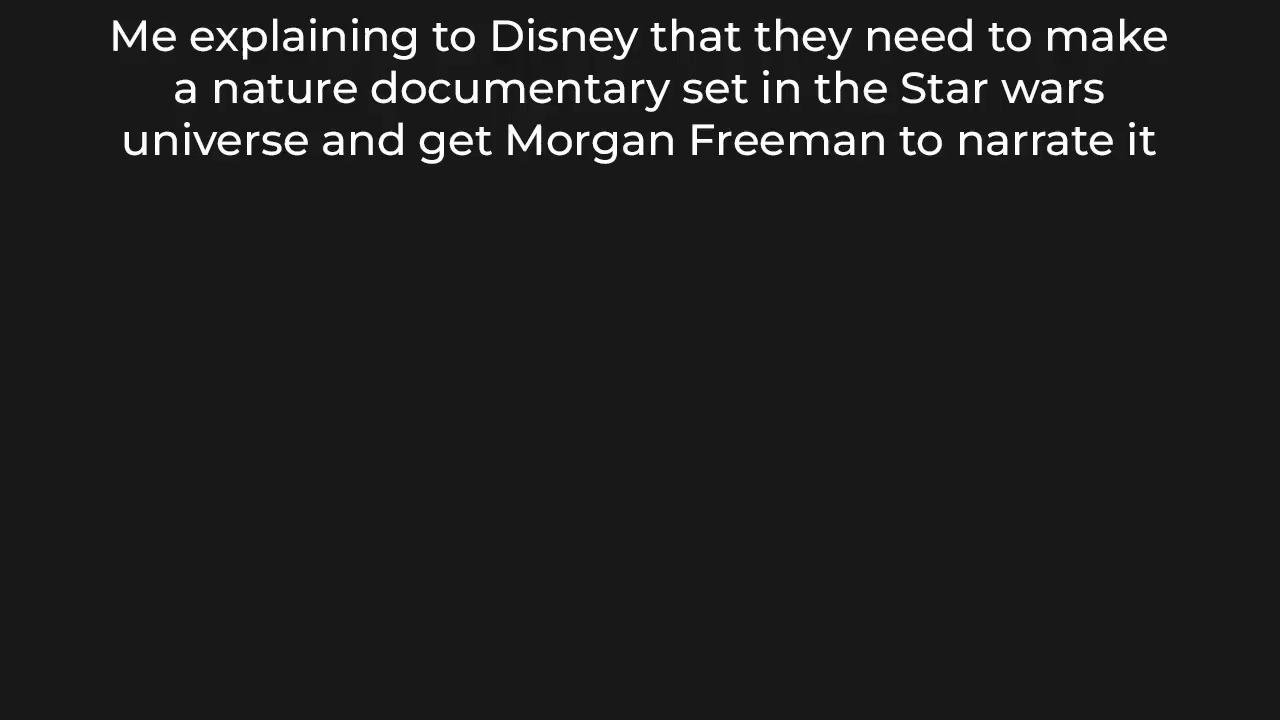 Me explaining to Disney that they need to make
a nature documentary set in the Star wars
universe and get Morgan Freeman to narrate it